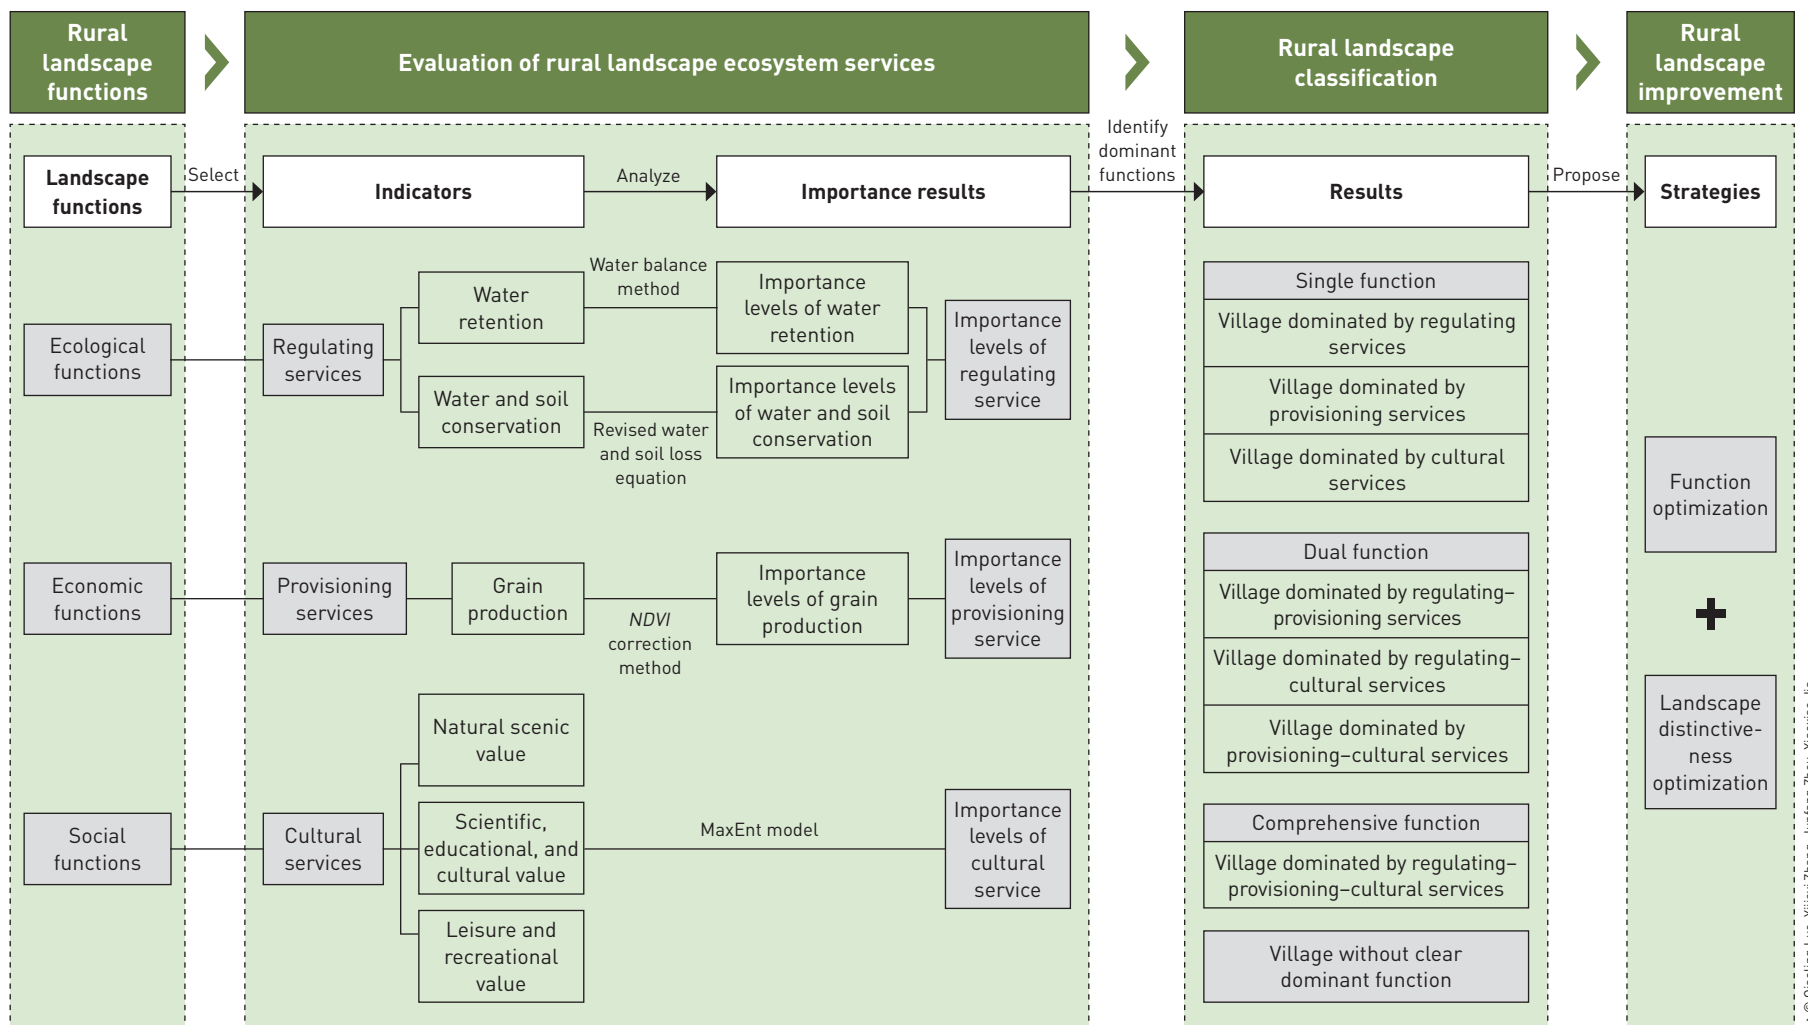 Rural
landscape
functions
Evaluation of rural landscape ecosystem services
Rural landscape
classification
Rural
landscape
improvement
Landscape
functions
Select
Indicators
Analyze
Importance results
Identify
dominant
functions
Results
Propose
Strategies
Ecological
functions
Regulating
services
Water
retention
Water balance
method
Importance
levels of water
retention
Water and soil
conservation
Revised water
and soil loss
equation
Importance levels
of water and soil
conservation
Importance
levels of
regulating
service
Economic
functions
Provisioning
services
Grain
production
NDVI
correction
method
Importance
levels of grain
production
Importance
levels of
provisioning
service
Social
functions
Cultural
services
Natural scenic
value
Scientific,
educational, and
cultural value
Leisure and
recreational
value
MaxEnt model
Importance
levels of
cultural
service
Single function
Village dominated by regulating
services
Village dominated by
provisioning services
Village dominated by cultural
services
Dual function
Village dominated by regulating–
provisioning services
Village dominated by regulating–
cultural services
Village dominated by
provisioning–cultural services
Comprehensive function
Village dominated by regulating–
provisioning–cultural services
Village without clear
dominant function
Function
optimization
Landscape
distinctive-
ness
optimization